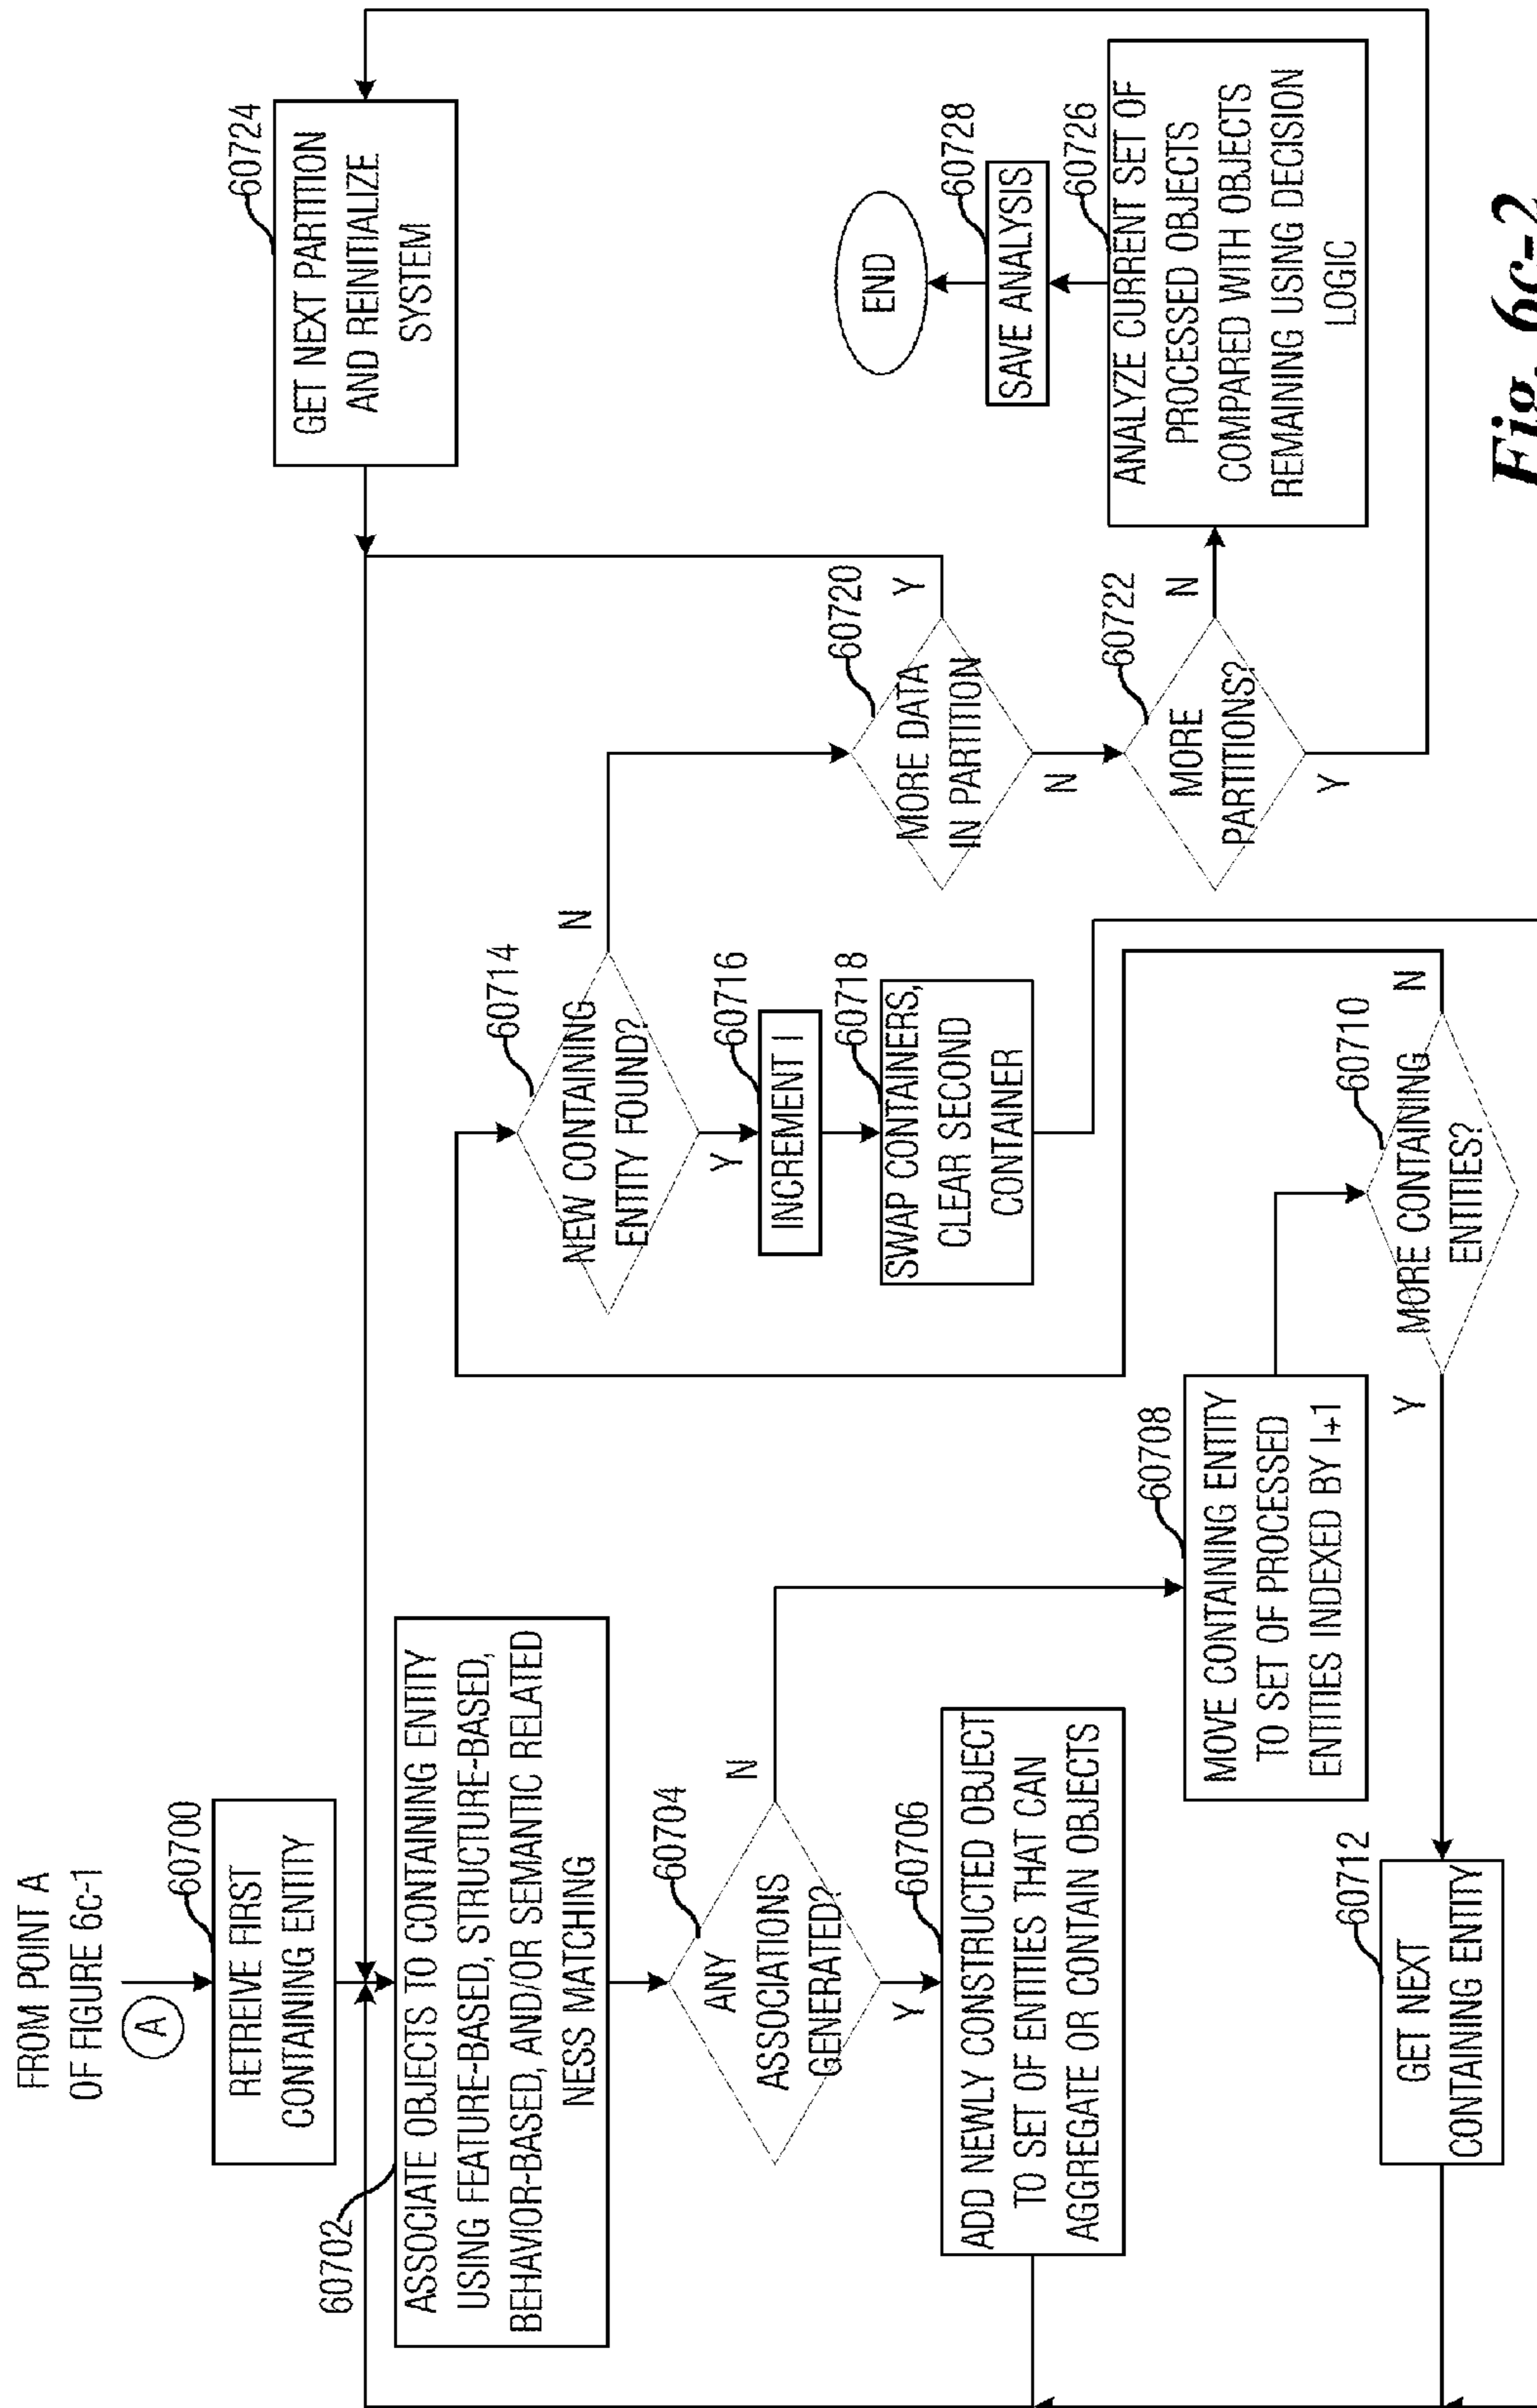 FROM POINT A
OF FIGURE 6c-1
A
60700
RETREIVE FIRST
CONTAINING ENTITY
60702
ASSOCIATE OBJECTS TO CONTAINING ENTITY
USING FEATURE-BASED, STRUCTURE-BASED,
BEHAVIOR-BASED, AND/OR SEMANTIC RELATED
NESS MATCHING
60704
ANY
ASSOCIATIONS
GENERATED?
N
Y
60706
ADD NEWLY CONSTRUCTED OBJECT
TO SET OF ENTITIES THAT CAN
AGGREGATE OR CONTAIN OBJECTS
60708
MOVE CONTAINING ENTITY
TO SET OF PROCESSED
ENTITIES INDEXED BY I+1
60710
MORE CONTAINING
ENTITIES?
Y
N
60712
GET NEXT
CONTAINING ENTITY
60714
NEW CONTAINING
ENTITY FOUND?
N
Y
60716
INCREMENT I
60718
SWAP CONTAINERS,
CLEAR SECOND
CONTAINER
60720
MORE DATA
IN PARTITION
Y
N
60722
MORE
PARTITIONS?
N
Y
60724
GET NEXT PARTITION
AND REINITIALIZE
SYSTEM
60726
ANALYZE CURRENT SET OF
PROCESSED OBJECTS
COMPARED WITH OBJECTS
REMAINING USING DECISION
LOGIC
60728
SAVE ANALYSIS
END
Fig. 6c-2